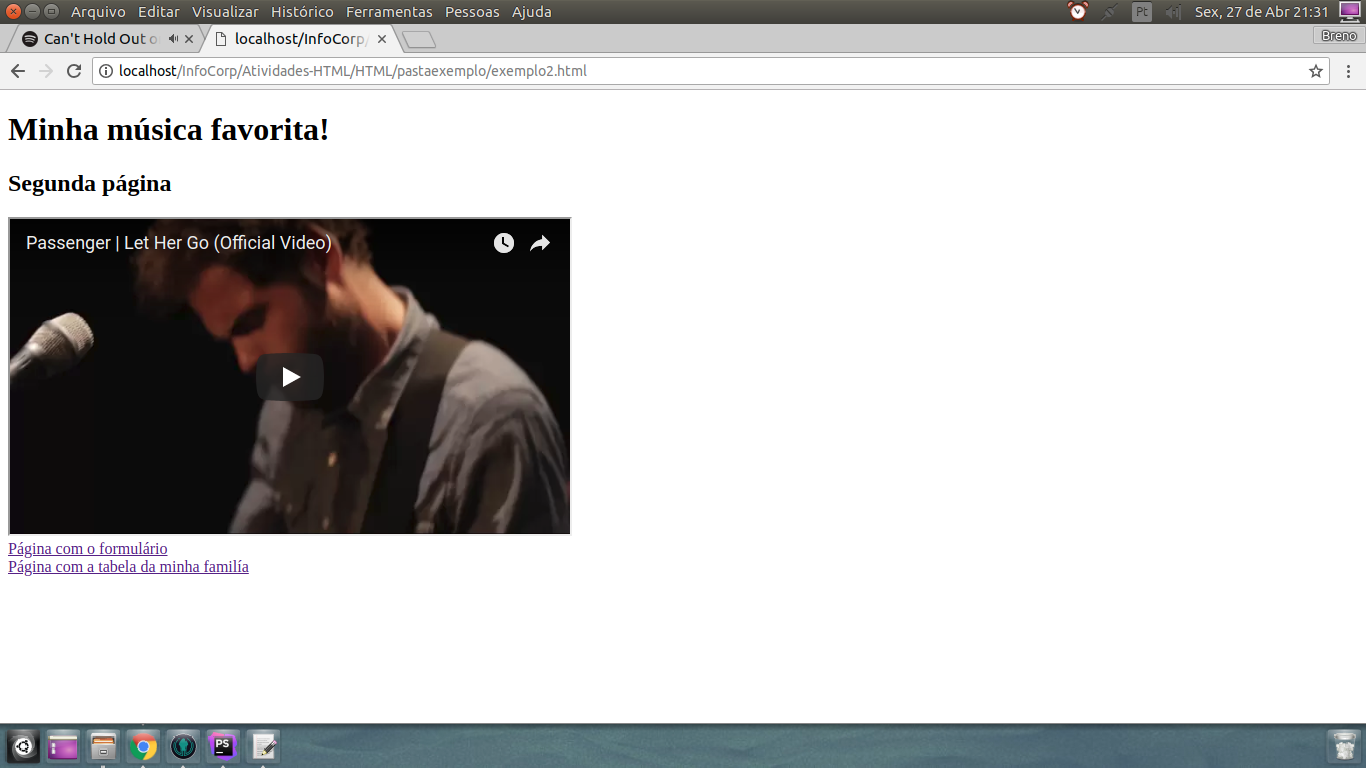 Arquivo Editar Visualizar Histórico Ferramentas Pessoas Ajuda Pt Sex, 27 de Abr 21:31
Can't Hold Out o localhost/InfoCorp/ Breno
localhost/InfoCorp/Atividades-HTML/HTML/pastaexemplo/exemplo2.html
Minha música favorita!
Segunda página
Passenger | Let Her Go (Official Video)
Página com o formulário
Página com a tabela da minha familía
PS